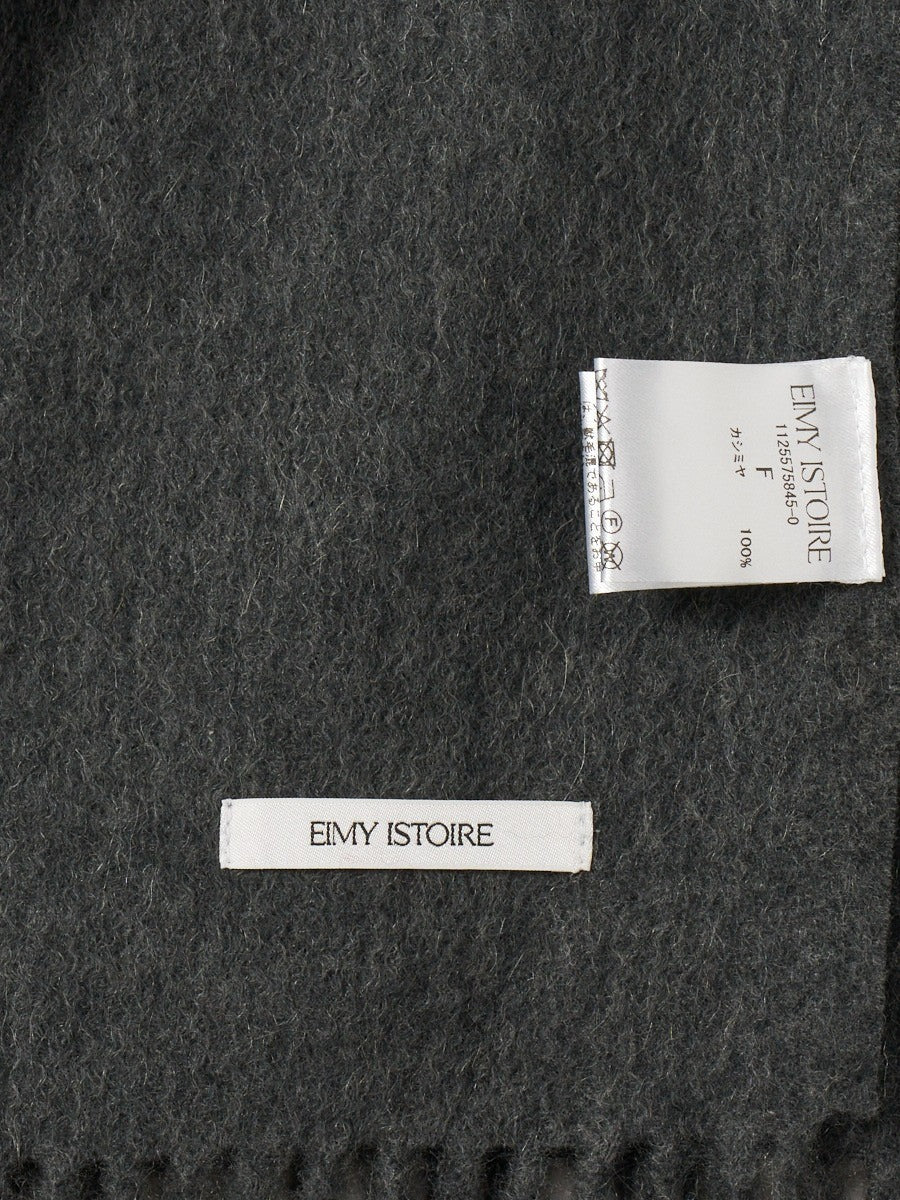 EIMY ISTOIRE
1125575845-0
F
カシミヤ 100%
EIMY ISTOIRE